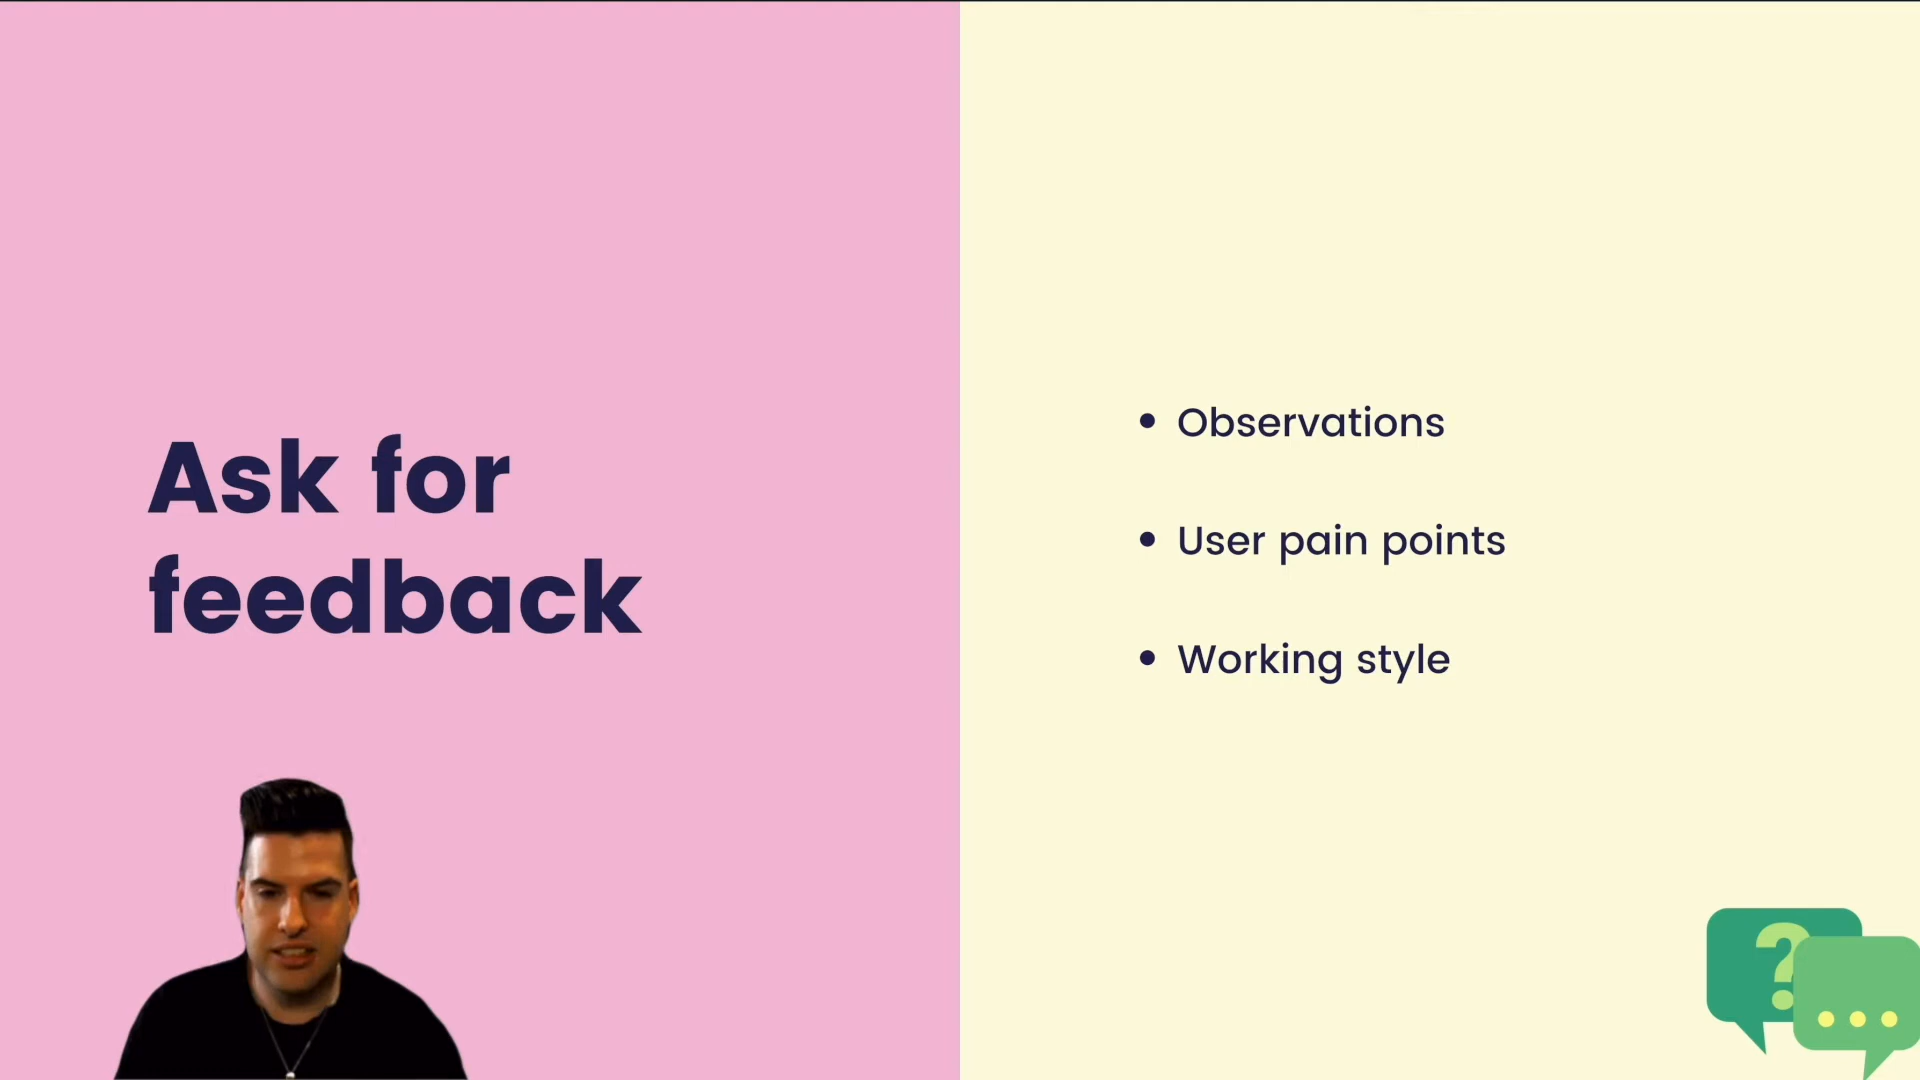 Ask for
feedback
• Observations
• User pain points
• Working style
?